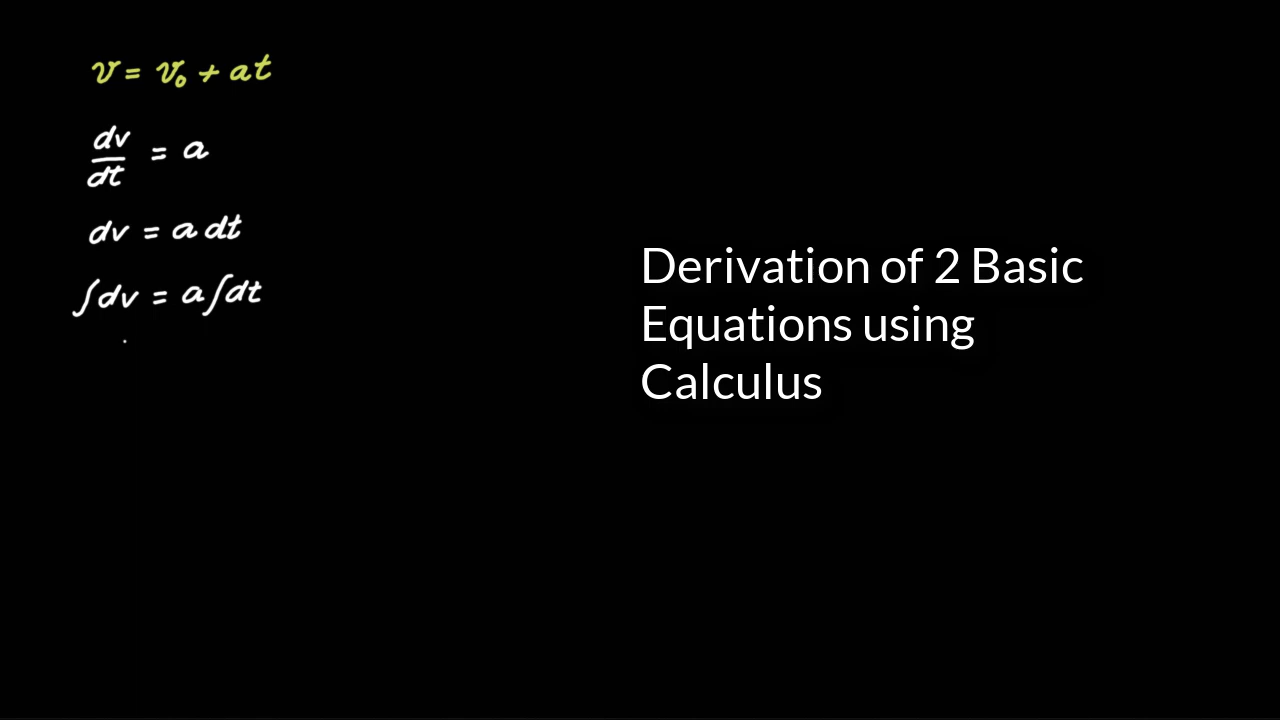 v = v₀ + at
dv/dt = a
dv = a dt
∫dv = a∫dt
Derivation of 2 Basic
Equations using
Calculus